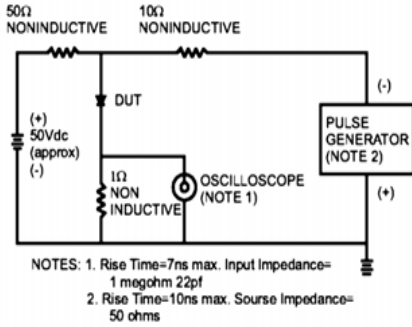 50Ω
NONINDUCTIVE
10Ω
NONINDUCTIVE
DUT
(+)
50Vdc
(approx)
(-)
1Ω
NON
INDUCTIVE
OSCILLOSCOPE
(NOTE 1)
(-)
PULSE
GENERATOR
(NOTE 2)
(+)
NOTES: 1. Rise Time=7ns max. Input Impedance=
1 megohm 22pf
2. Rise Time=10ns max. Sourse Impedance=
50 ohms